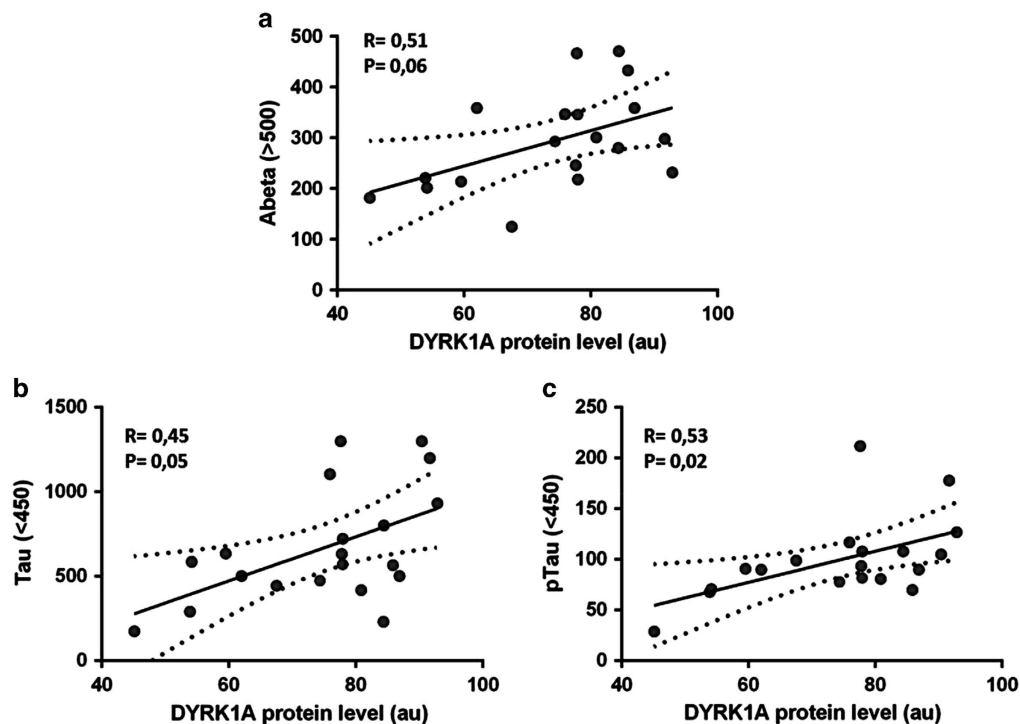 a
R= 0,51
P= 0,06
Abeta (>500)
500
400
300
200
100
0
40 60 80 100
DYRK1A protein level (au)
b
R= 0,45
P= 0,05
Tau (<450)
1500
1000
500
0
40 60 80 100
DYRK1A protein level (au)
c
R= 0,53
P= 0,02
pTau (<450)
250
200
150
100
50
0
40 60 80 100
DYRK1A protein level (au)